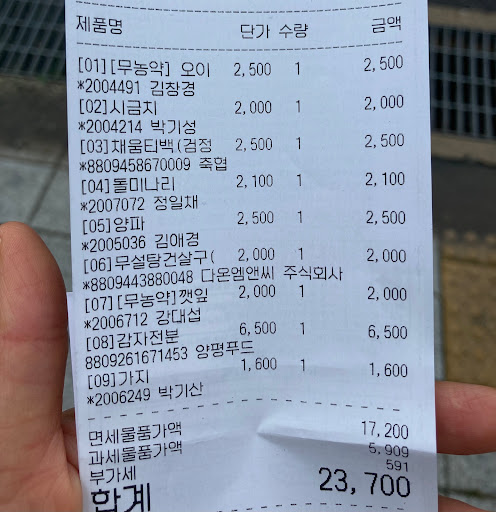 제품명 단가 수량 금액
[01][무농약] 오이 2,500 1 2,500
*2004491 김창경
[02]시금치 2,000 1 2,000
*2004214 박기성
[03]채움티백(검정 2,500 1 2,500
*8809458670009 축협
[04]돌미나리 2,100 1 2,100
*2007072 정일채
[05]양파 2,500 1 2,500
*2005036 김애경
[06]무설탕건살구( 2,000 1 2,000
*8809443880048 다온엠앤씨 주식회사
[07][무농약]깻잎 2,000 1 2,000
*2006712 강대섭
[08]감자전분 6,500 1 6,500
8809261671453 양평푸드
[09]가지 1,600 1 1,600
*2006249 박기산
면세물품가액 17,200
과세물품가액 5,909
부가세 591
합계 23,700